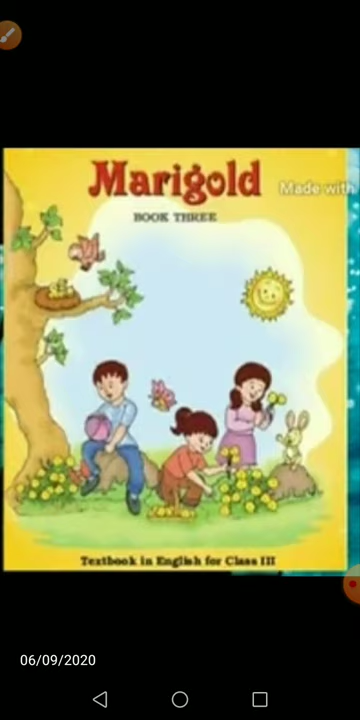 Marigold
Made with
BOOK THREE
Textbook in English for Class III
06/09/2020